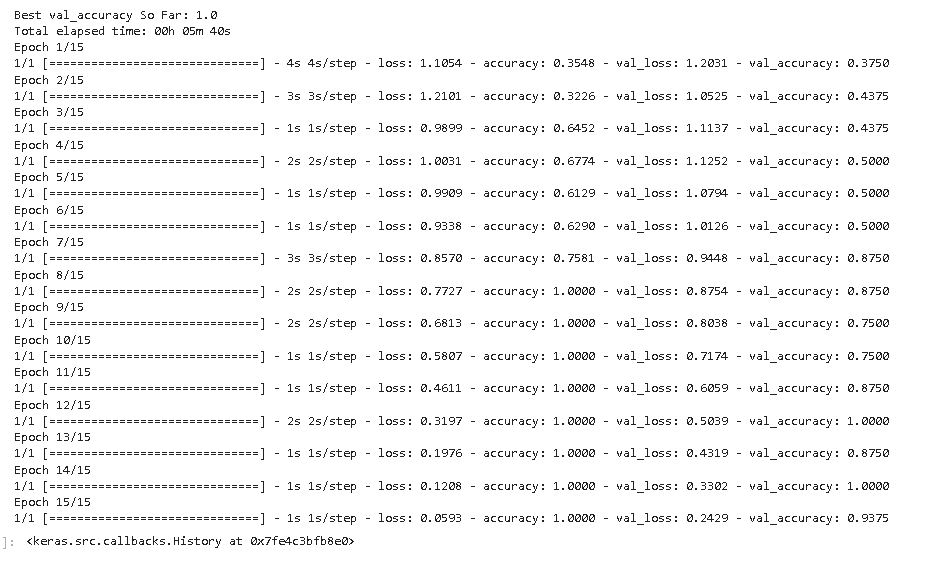 Best val_accuracy So Far: 1.0
Total elapsed time: 00h 05m 40s
Epoch 1/15
1/1 [==============================] - 4s 4s/step - loss: 1.1054 - accuracy: 0.3548 - val_loss: 1.2031 - val_accuracy: 0.3750
Epoch 2/15
1/1 [==============================] - 3s 3s/step - loss: 1.2101 - accuracy: 0.3226 - val_loss: 1.0525 - val_accuracy: 0.4375
Epoch 3/15
1/1 [==============================] - 1s 1s/step - loss: 0.9899 - accuracy: 0.6452 - val_loss: 1.1137 - val_accuracy: 0.4375
Epoch 4/15
1/1 [==============================] - 2s 2s/step - loss: 1.0031 - accuracy: 0.6774 - val_loss: 1.1252 - val_accuracy: 0.5000
Epoch 5/15
1/1 [==============================] - 1s 1s/step - loss: 0.9909 - accuracy: 0.6129 - val_loss: 1.0794 - val_accuracy: 0.5000
Epoch 6/15
1/1 [==============================] - 1s 1s/step - loss: 0.9338 - accuracy: 0.6290 - val_loss: 1.0126 - val_accuracy: 0.5000
Epoch 7/15
1/1 [==============================] - 3s 3s/step - loss: 0.8570 - accuracy: 0.7581 - val_loss: 0.9448 - val_accuracy: 0.8750
Epoch 8/15
1/1 [==============================] - 2s 2s/step - loss: 0.7727 - accuracy: 1.0000 - val_loss: 0.8754 - val_accuracy: 0.8750
Epoch 9/15
1/1 [==============================] - 2s 2s/step - loss: 0.6813 - accuracy: 1.0000 - val_loss: 0.8038 - val_accuracy: 0.7500
Epoch 10/15
1/1 [==============================] - 1s 1s/step - loss: 0.5807 - accuracy: 1.0000 - val_loss: 0.7174 - val_accuracy: 0.7500
Epoch 11/15
1/1 [==============================] - 1s 1s/step - loss: 0.4611 - accuracy: 1.0000 - val_loss: 0.6059 - val_accuracy: 0.8750
Epoch 12/15
1/1 [==============================] - 2s 2s/step - loss: 0.3197 - accuracy: 1.0000 - val_loss: 0.5039 - val_accuracy: 1.0000
Epoch 13/15
1/1 [==============================] - 1s 1s/step - loss: 0.1976 - accuracy: 1.0000 - val_loss: 0.4319 - val_accuracy: 0.8750
Epoch 14/15
1/1 [==============================] - 1s 1s/step - loss: 0.1208 - accuracy: 1.0000 - val_loss: 0.3302 - val_accuracy: 1.0000
Epoch 15/15
1/1 [==============================] - 1s 1s/step - loss: 0.0593 - accuracy: 1.0000 - val_loss: 0.2429 - val_accuracy: 0.9375
]: <keras.src.callbacks.History at 0x7fe4c3bfb8e0>